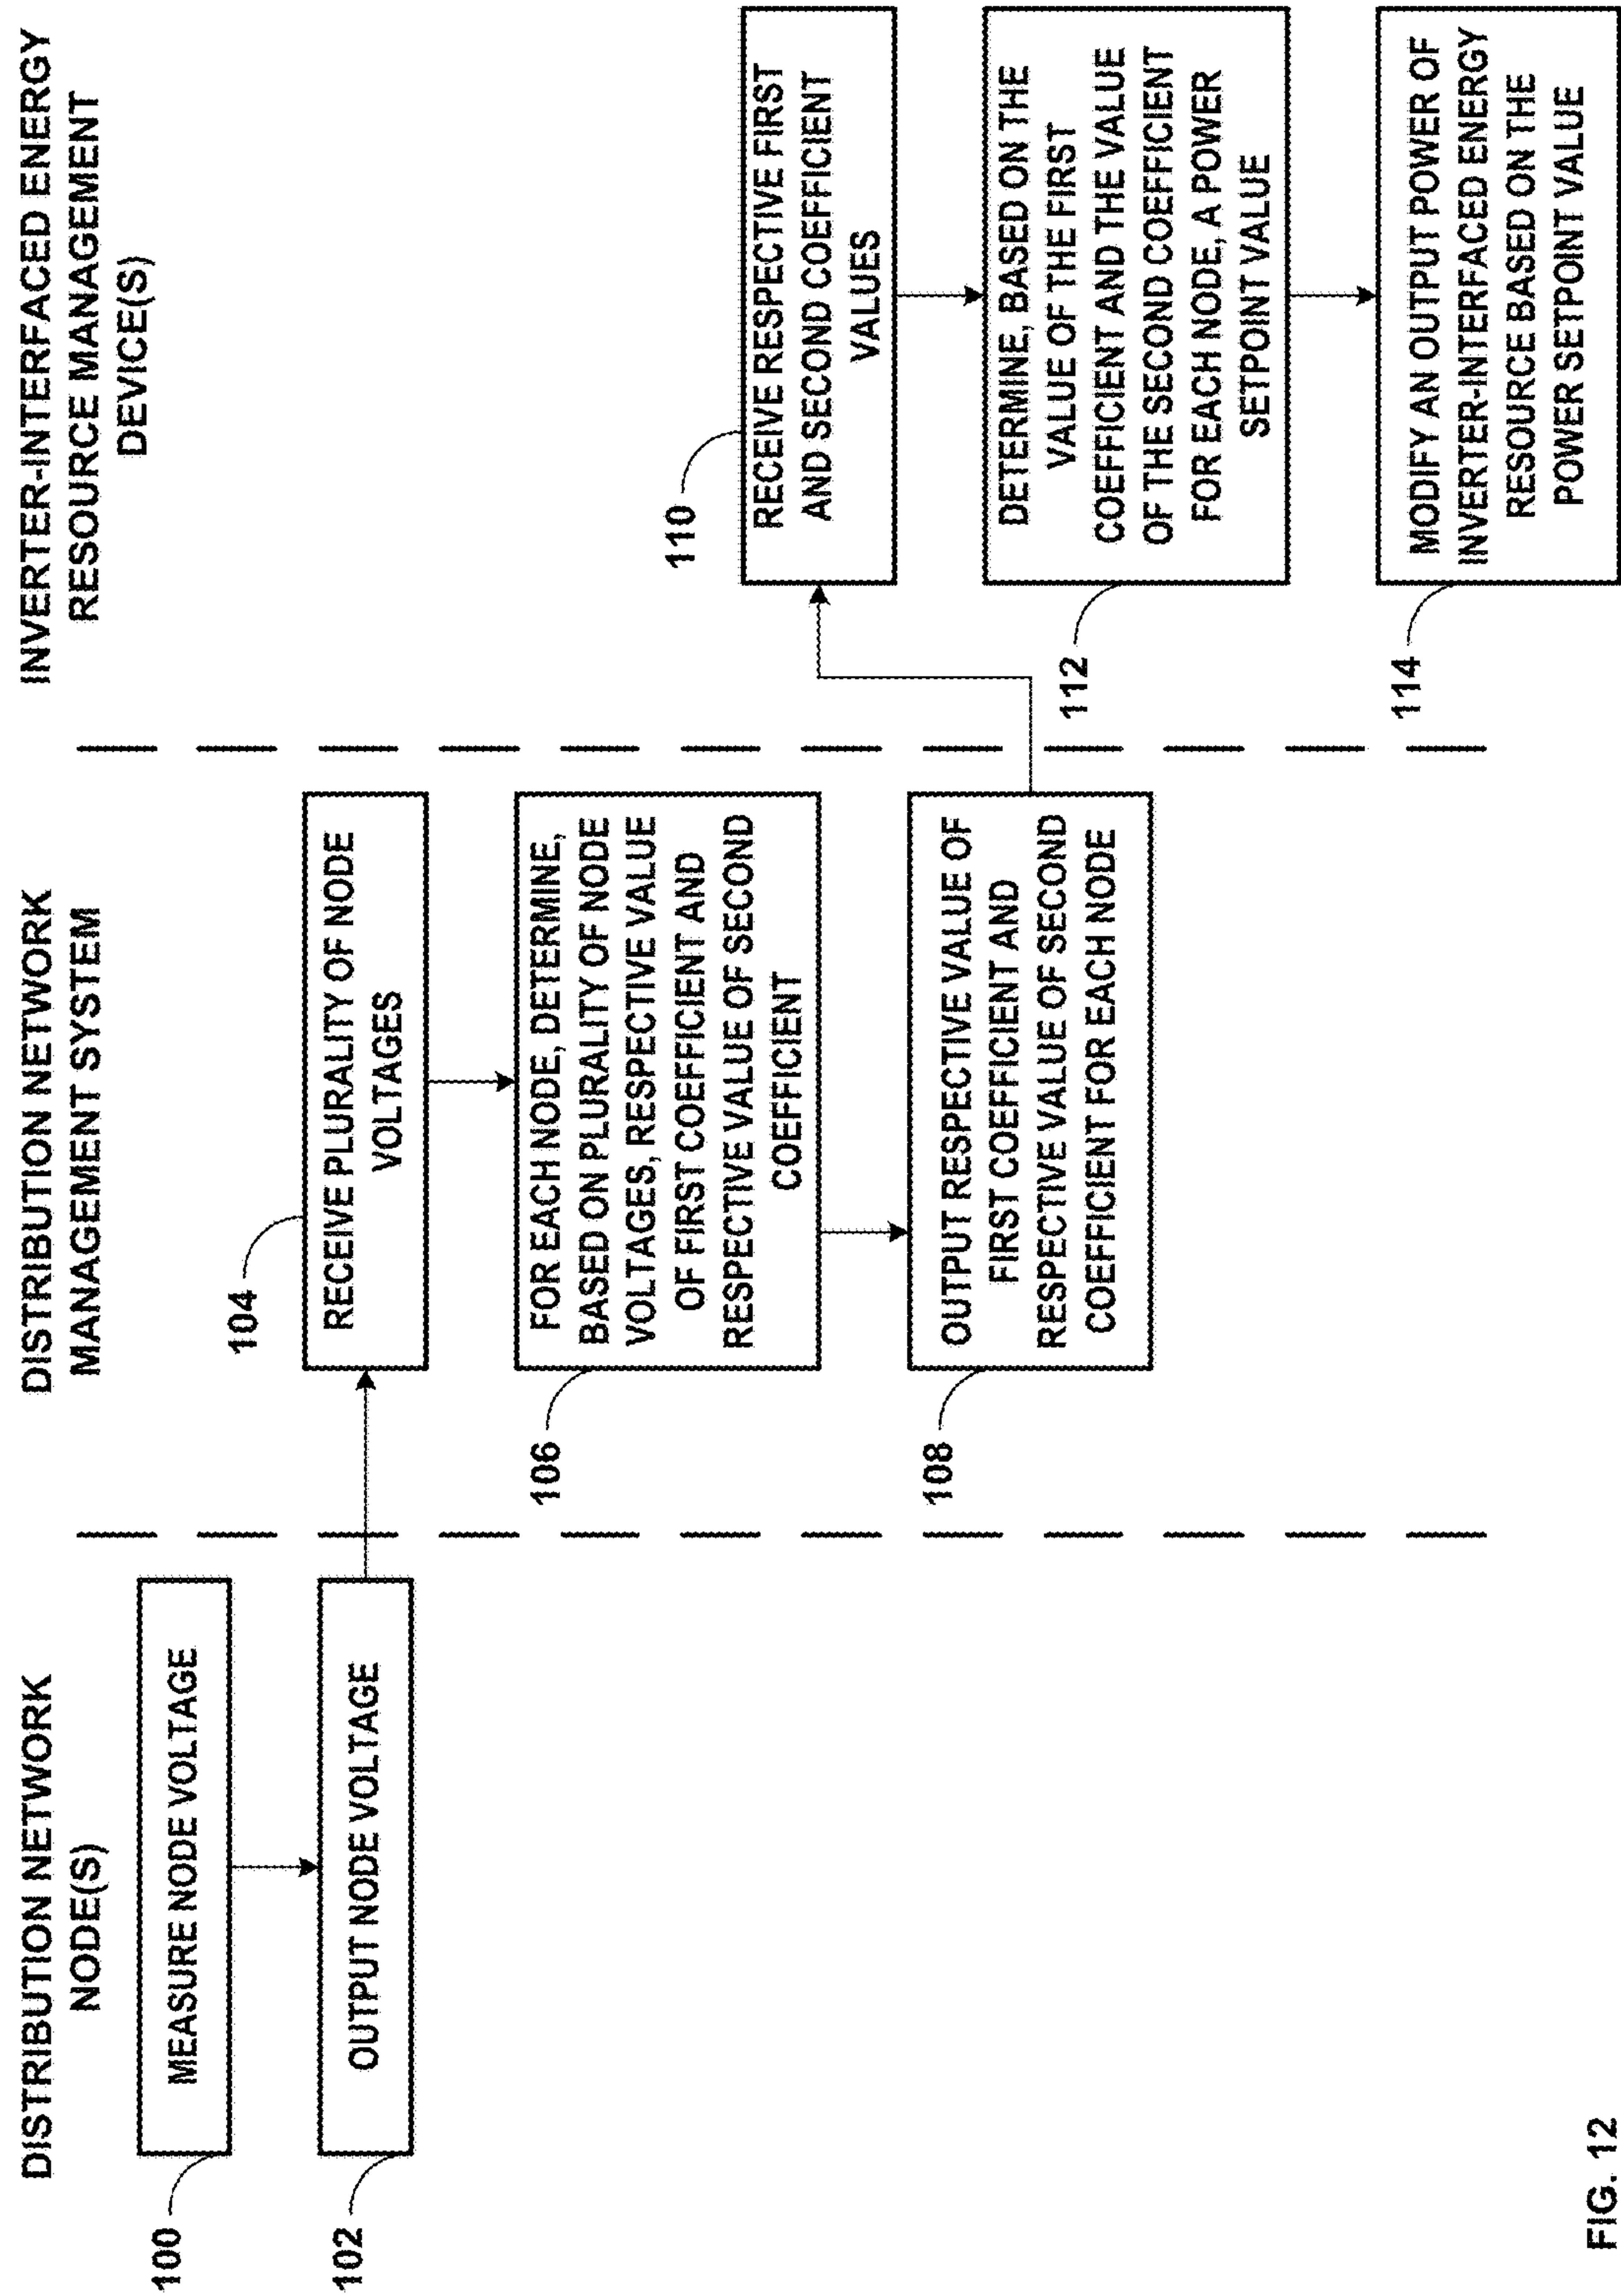 DISTRIBUTION NETWORK
NODE(S)
100
MEASURE NODE VOLTAGE
102
OUTPUT NODE VOLTAGE
DISTRIBUTION NETWORK
MANAGEMENT SYSTEM
104
RECEIVE PLURALITY OF NODE
VOLTAGES
106
FOR EACH NODE, DETERMINE,
BASED ON PLURALITY OF NODE
VOLTAGES, RESPECTIVE VALUE
OF FIRST COEFFICIENT AND
RESPECTIVE VALUE OF SECOND
COEFFICIENT
108
OUTPUT RESPECTIVE VALUE OF
FIRST COEFFICIENT AND
RESPECTIVE VALUE OF SECOND
COEFFICIENT FOR EACH NODE
INVERTER-INTERFACED ENERGY
RESOURCE MANAGEMENT
DEVICE(S)
110
RECEIVE RESPECTIVE FIRST
AND SECOND COEFFICIENT
VALUES
112
DETERMINE, BASED ON THE
VALUE OF THE FIRST
COEFFICIENT AND THE VALUE
OF THE SECOND COEFFICIENT
FOR EACH NODE, A POWER
SETPOINT VALUE
114
MODIFY AN OUTPUT POWER OF
INVERTER-INTERFACED ENERGY
RESOURCE BASED ON THE
POWER SETPOINT VALUE
FIG. 12